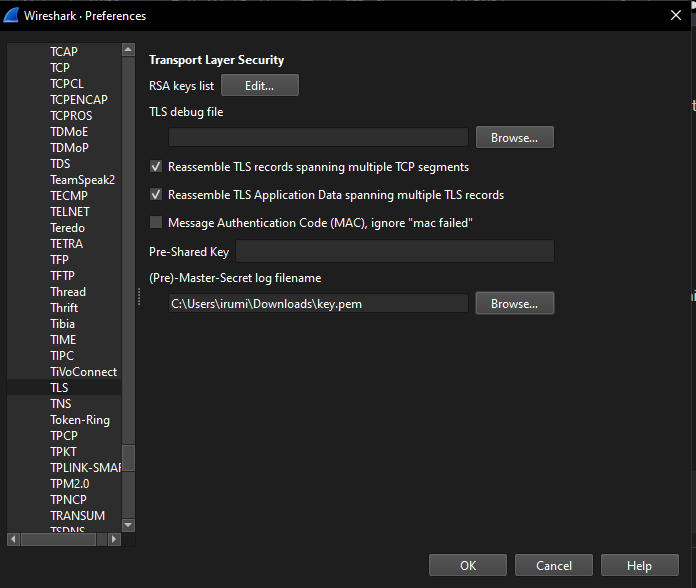 Wireshark · Preferences
TCAP
TCP
TCPCL
TCPENCAP
TCPROS
TDMoE
TDMoP
TDS
TeamSpeak2
TECMP
TELNET
Teredo
TETRA
TFP
TFTP
Thread
Thrift
Tibia
TIME
TIPC
TiVoConnect
TLS
TNS
Token-Ring
TPCP
TPKT
TPLINK-SMAR
TPM2.0
TPNCP
TRANSUM
TSDNS
Transport Layer Security
RSA keys list Edit...
TLS debug file
Browse...
Reassemble TLS records spanning multiple TCP segments
Reassemble TLS Application Data spanning multiple TLS records
Message Authentication Code (MAC), ignore "mac failed"
Pre-Shared Key
(Pre)-Master-Secret log filename
C:\Users\irumi\Downloads\key.pem Browse...
OK Cancel Help